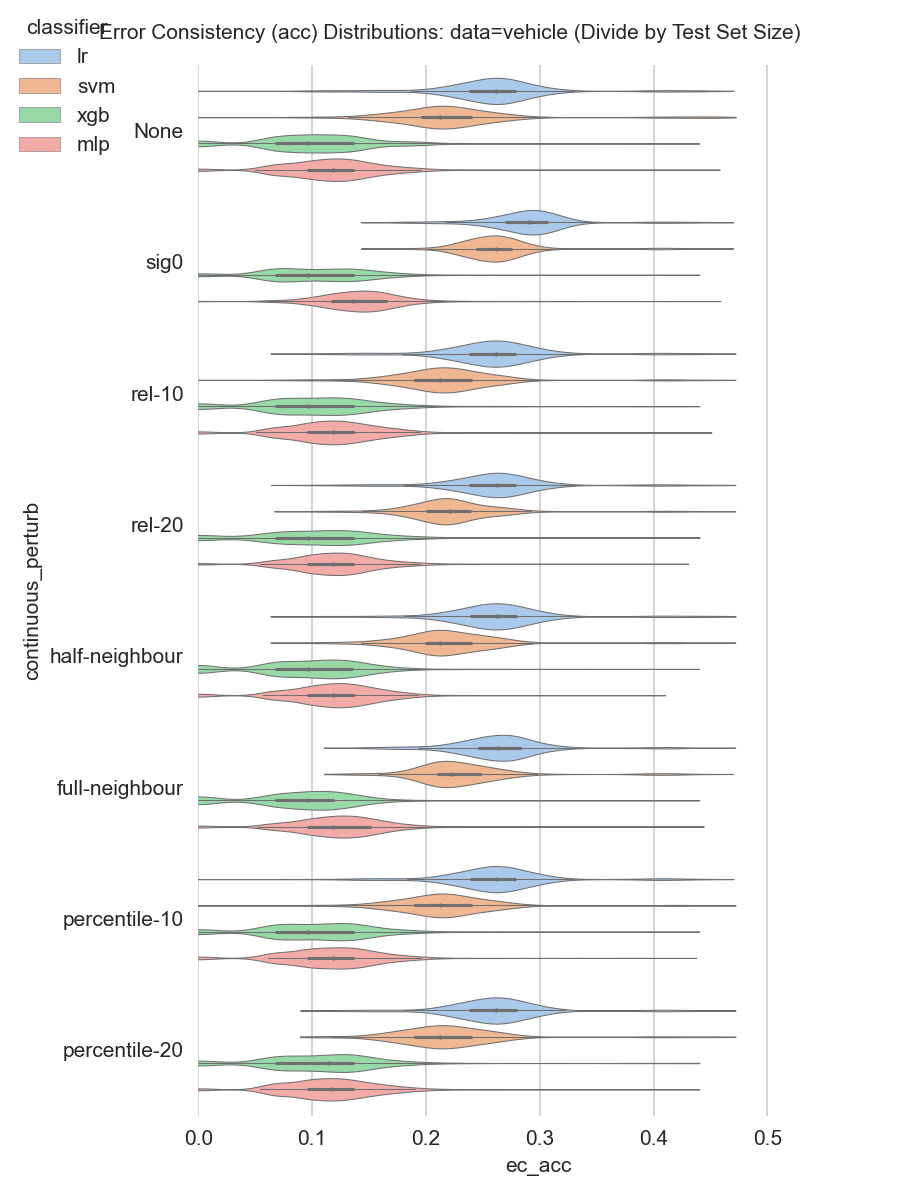 Error Consistency (acc) Distributions: data=vehicle (Divide by Test Set Size)
classifier
lr
svm
xgb
mlp
None
sig0
rel-10
rel-20
half-neighbour
full-neighbour
percentile-10
percentile-20
continuous_perturb
0.0 0.1 0.2 0.3 0.4 0.5
ec_acc